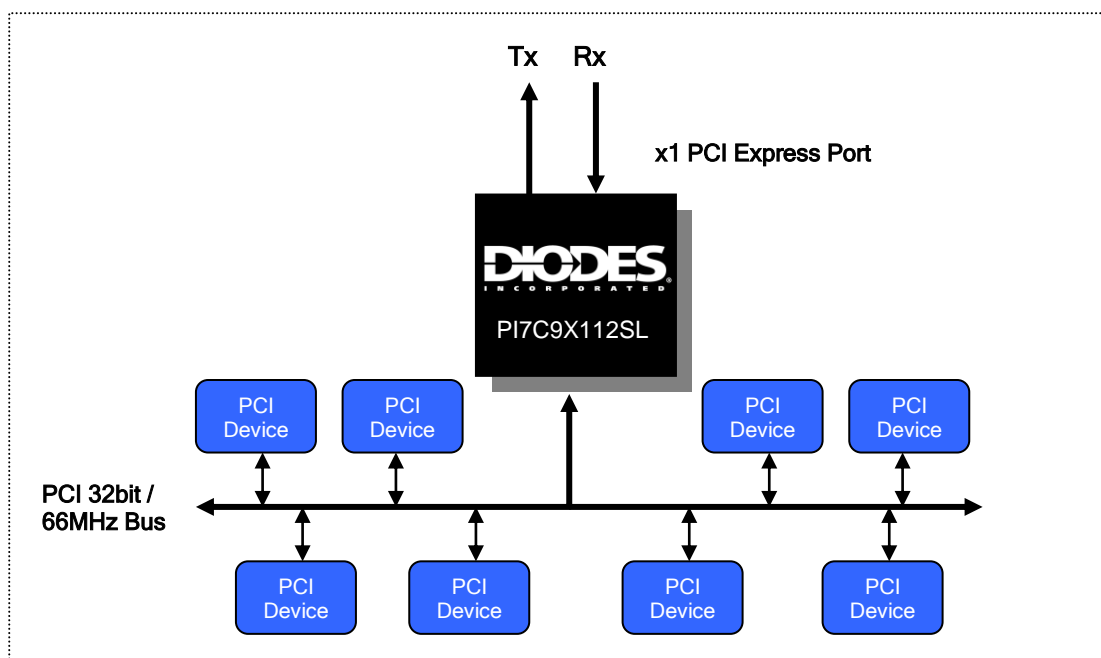 Tx Rx
x1 PCI Express Port
DIODES®
INCORPORATED
PI7C9X112SL
PCI
Device
PCI
Device
PCI
Device
PCI
Device
PCI 32bit /
66MHz Bus
PCI
Device
PCI
Device
PCI
Device
PCI
Device